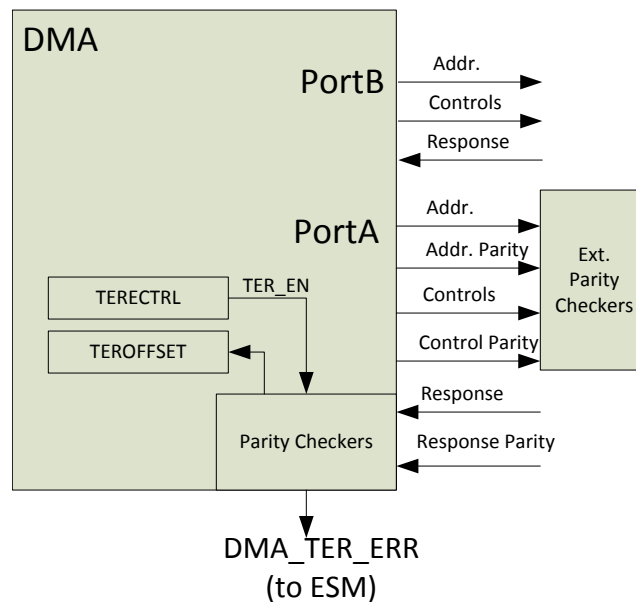 DMA
PortB
Addr.
Controls
Response
PortA
Addr.
Addr. Parity
Controls
Control Parity
Response
Response Parity
Ext.
Parity
Checkers
TERECTRL
TER_EN
TEROFFSET
Parity Checkers
DMA_TER_ERR
(to ESM)